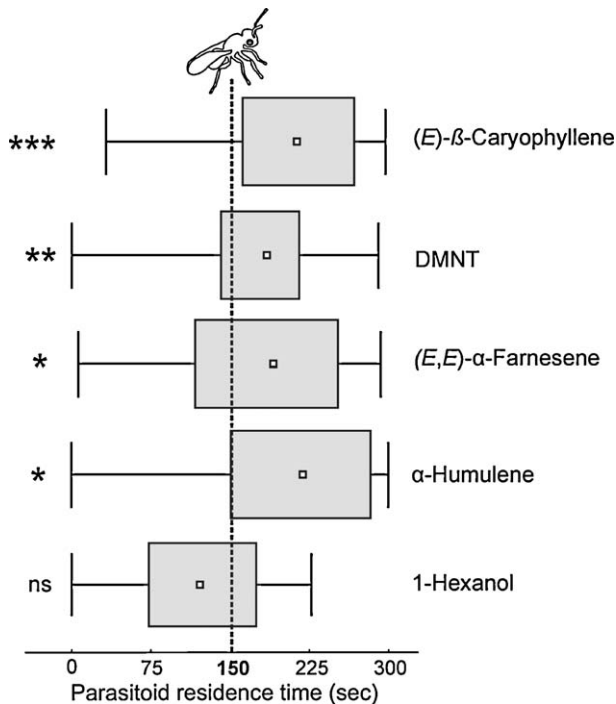 *** (E)-ß-Caryophyllene
** DMNT
* (E,E)-α-Farnesene
* α-Humulene
ns 1-Hexanol
0 75 150 225 300
Parasitoid residence time (sec)